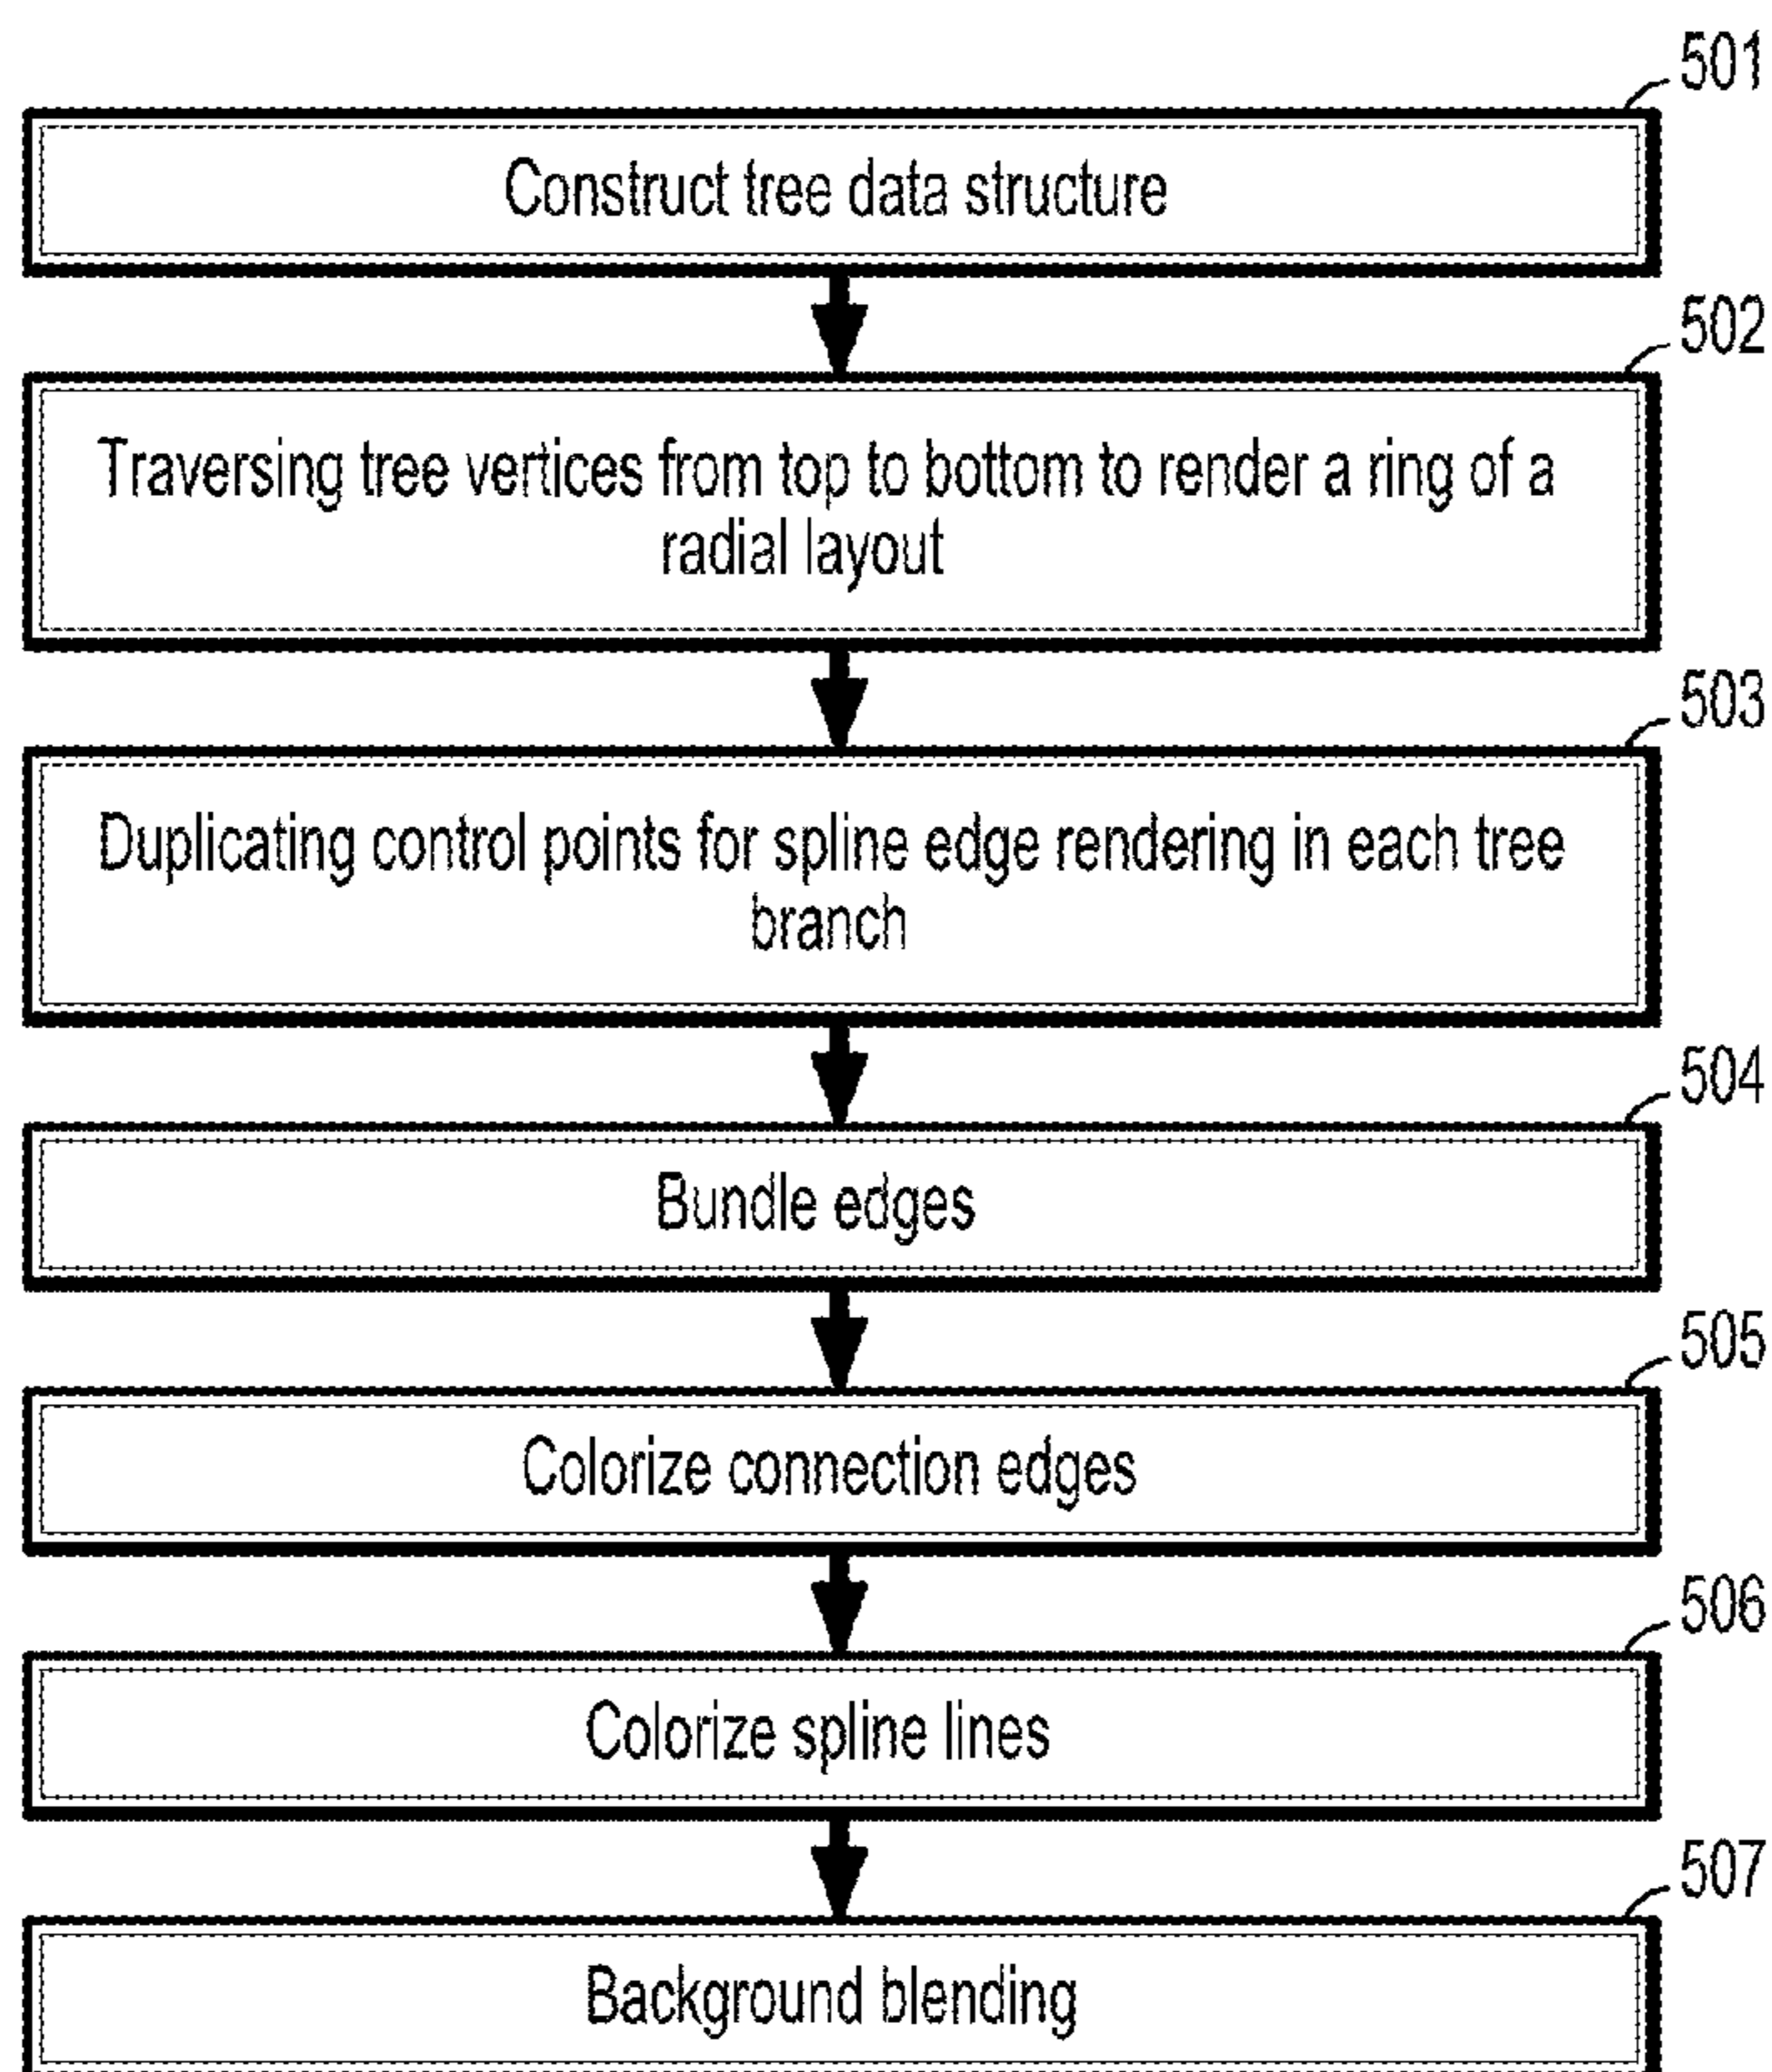 501
Construct tree data structure
502
Traversing tree vertices from top to bottom to render a ring of a
radial layout
503
Duplicating control points for spline edge rendering in each tree
branch
504
Bundle edges
505
Colorize connection edges
506
Colorize spline lines
507
Background blending